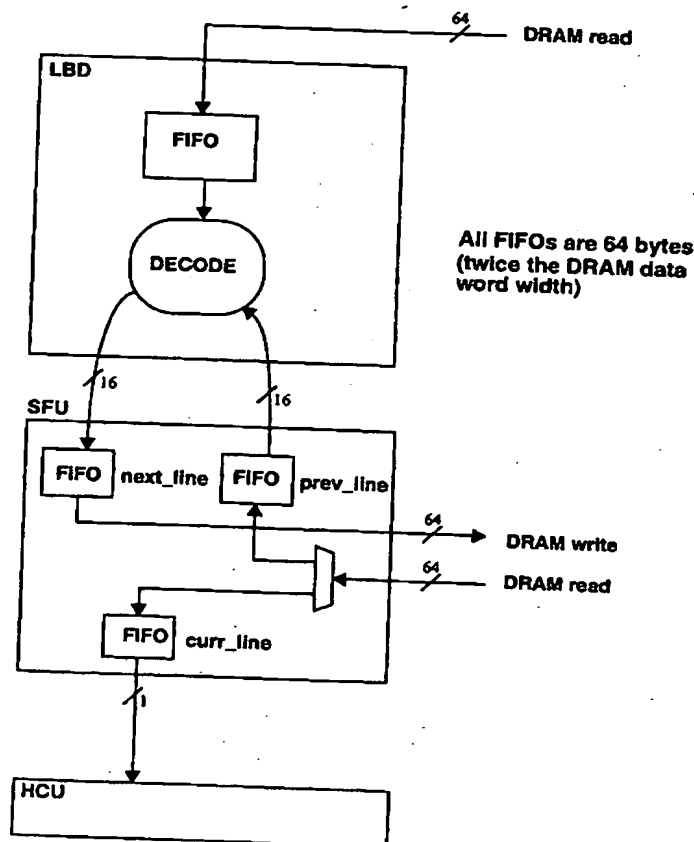 64
DRAM read
LBD
FIFO
DECODE
All FIFOs are 64 bytes
(twice the DRAM data
word width)
16
16
SFU
FIFO
next_line
FIFO
prev_line
64
DRAM write
64
DRAM read
FIFO
curr_line
1
HCU